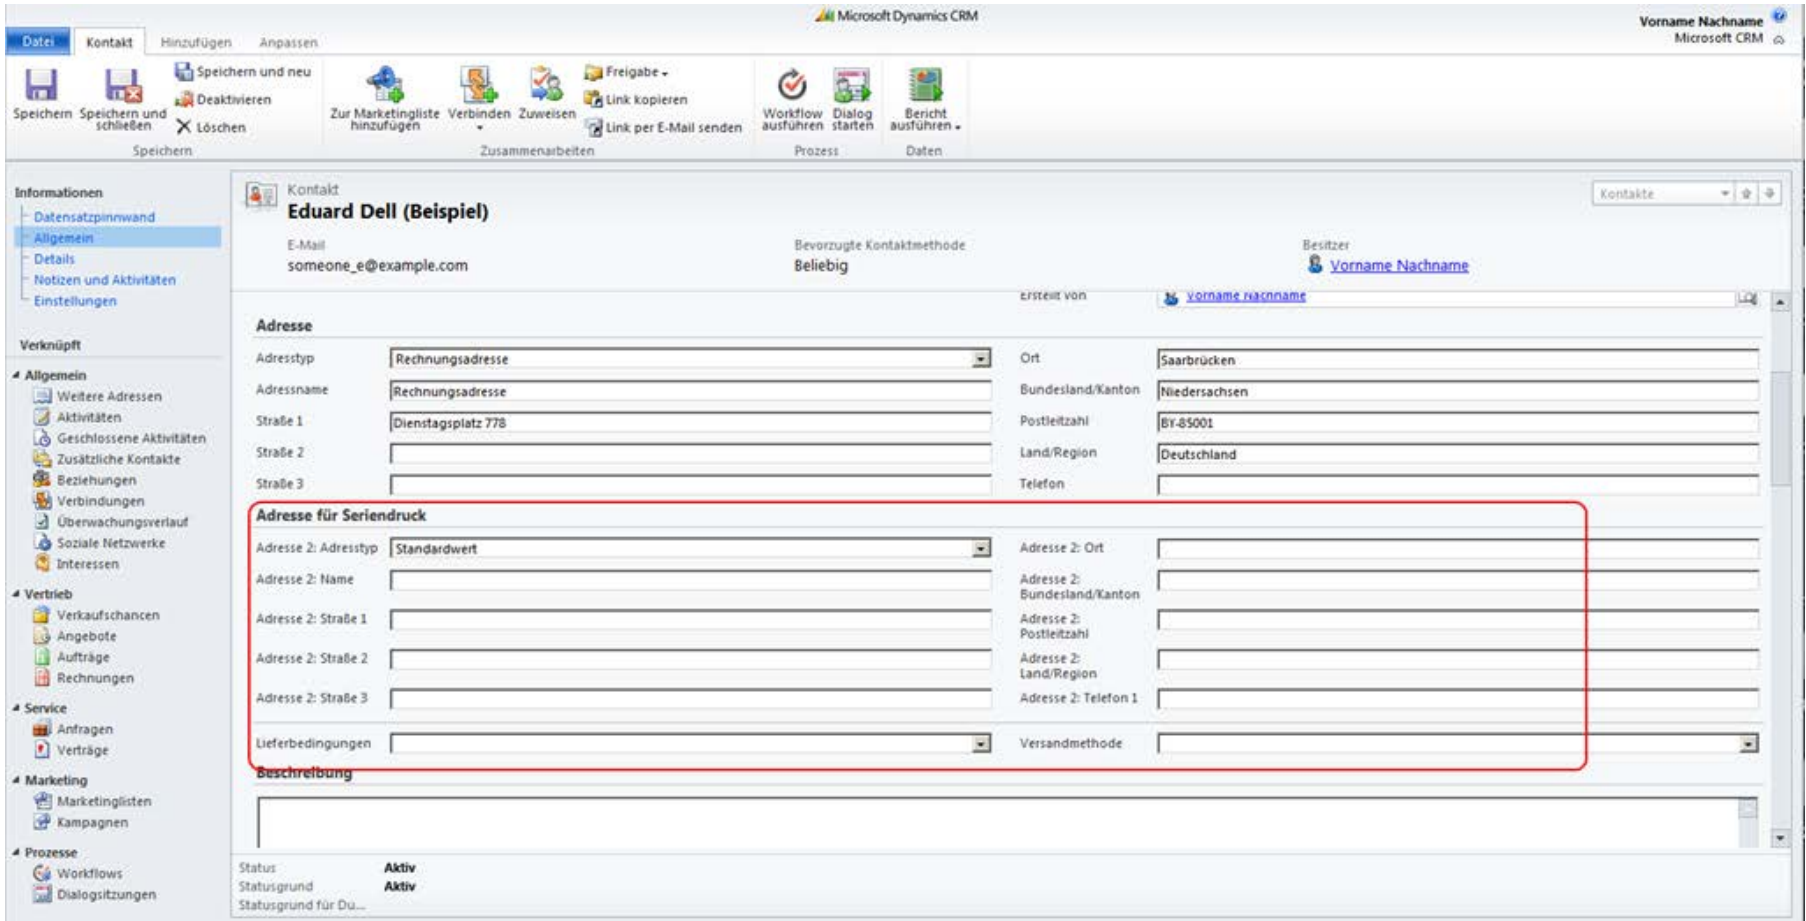 Microsoft Dynamics CRM
Vorname Nachname
Microsoft CRM
Datei Kontakt Hinzufügen Anpassen
Speichern
Speichern und schließen
Speichern und neu
Deaktivieren
Löschen
Speichern
Zur Marketingliste hinzufügen
Verbinden
Zuweisen
Freigabe
Link kopieren
Link per E-Mail senden
Zusammenarbeiten
Workflow ausführen
Dialog starten
Prozess
Bericht ausführen
Daten
Informationen
Datensatzpinnwand
Allgemein
Details
Notizen und Aktivitäten
Einstellungen
Verknüpft
Allgemein
Weitere Adressen
Aktivitäten
Geschlossene Aktivitäten
Zusätzliche Kontakte
Beziehungen
Verbindungen
Überwachungsverlauf
Soziale Netzwerke
Interessen
Vertrieb
Verkaufschancen
Angebote
Aufträge
Rechnungen
Service
Anfragen
Verträge
Marketing
Marketinglisten
Kampagnen
Prozesse
Workflows
Dialogsitzungen
Kontakt
Eduard Dell (Beispiel)
Kontakte
E-Mail
someone_e@example.com
Bevorzugte Kontaktmethode
Beliebig
Besitzer
Vorname Nachname
Erstellt von Vorname Nachname
Adresse
Adresstyp Rechnungsadresse Ort Saarbrücken
Adressname Rechnungsadresse Bundesland/Kanton Niedersachsen
Straße 1 Dienstagsplatz 778 Postleitzahl BY-85001
Straße 2 Land/Region Deutschland
Straße 3 Telefon
Adresse für Seriendruck
Adresse 2: Adresstyp Standardwert Adresse 2: Ort
Adresse 2: Name Adresse 2: Bundesland/Kanton
Adresse 2: Straße 1 Adresse 2: Postleitzahl
Adresse 2: Straße 2 Adresse 2: Land/Region
Adresse 2: Straße 3 Adresse 2: Telefon 1
Lieferbedingungen Versandmethode
Beschreibung
Status Aktiv
Statusgrund Aktiv
Statusgrund für Du...